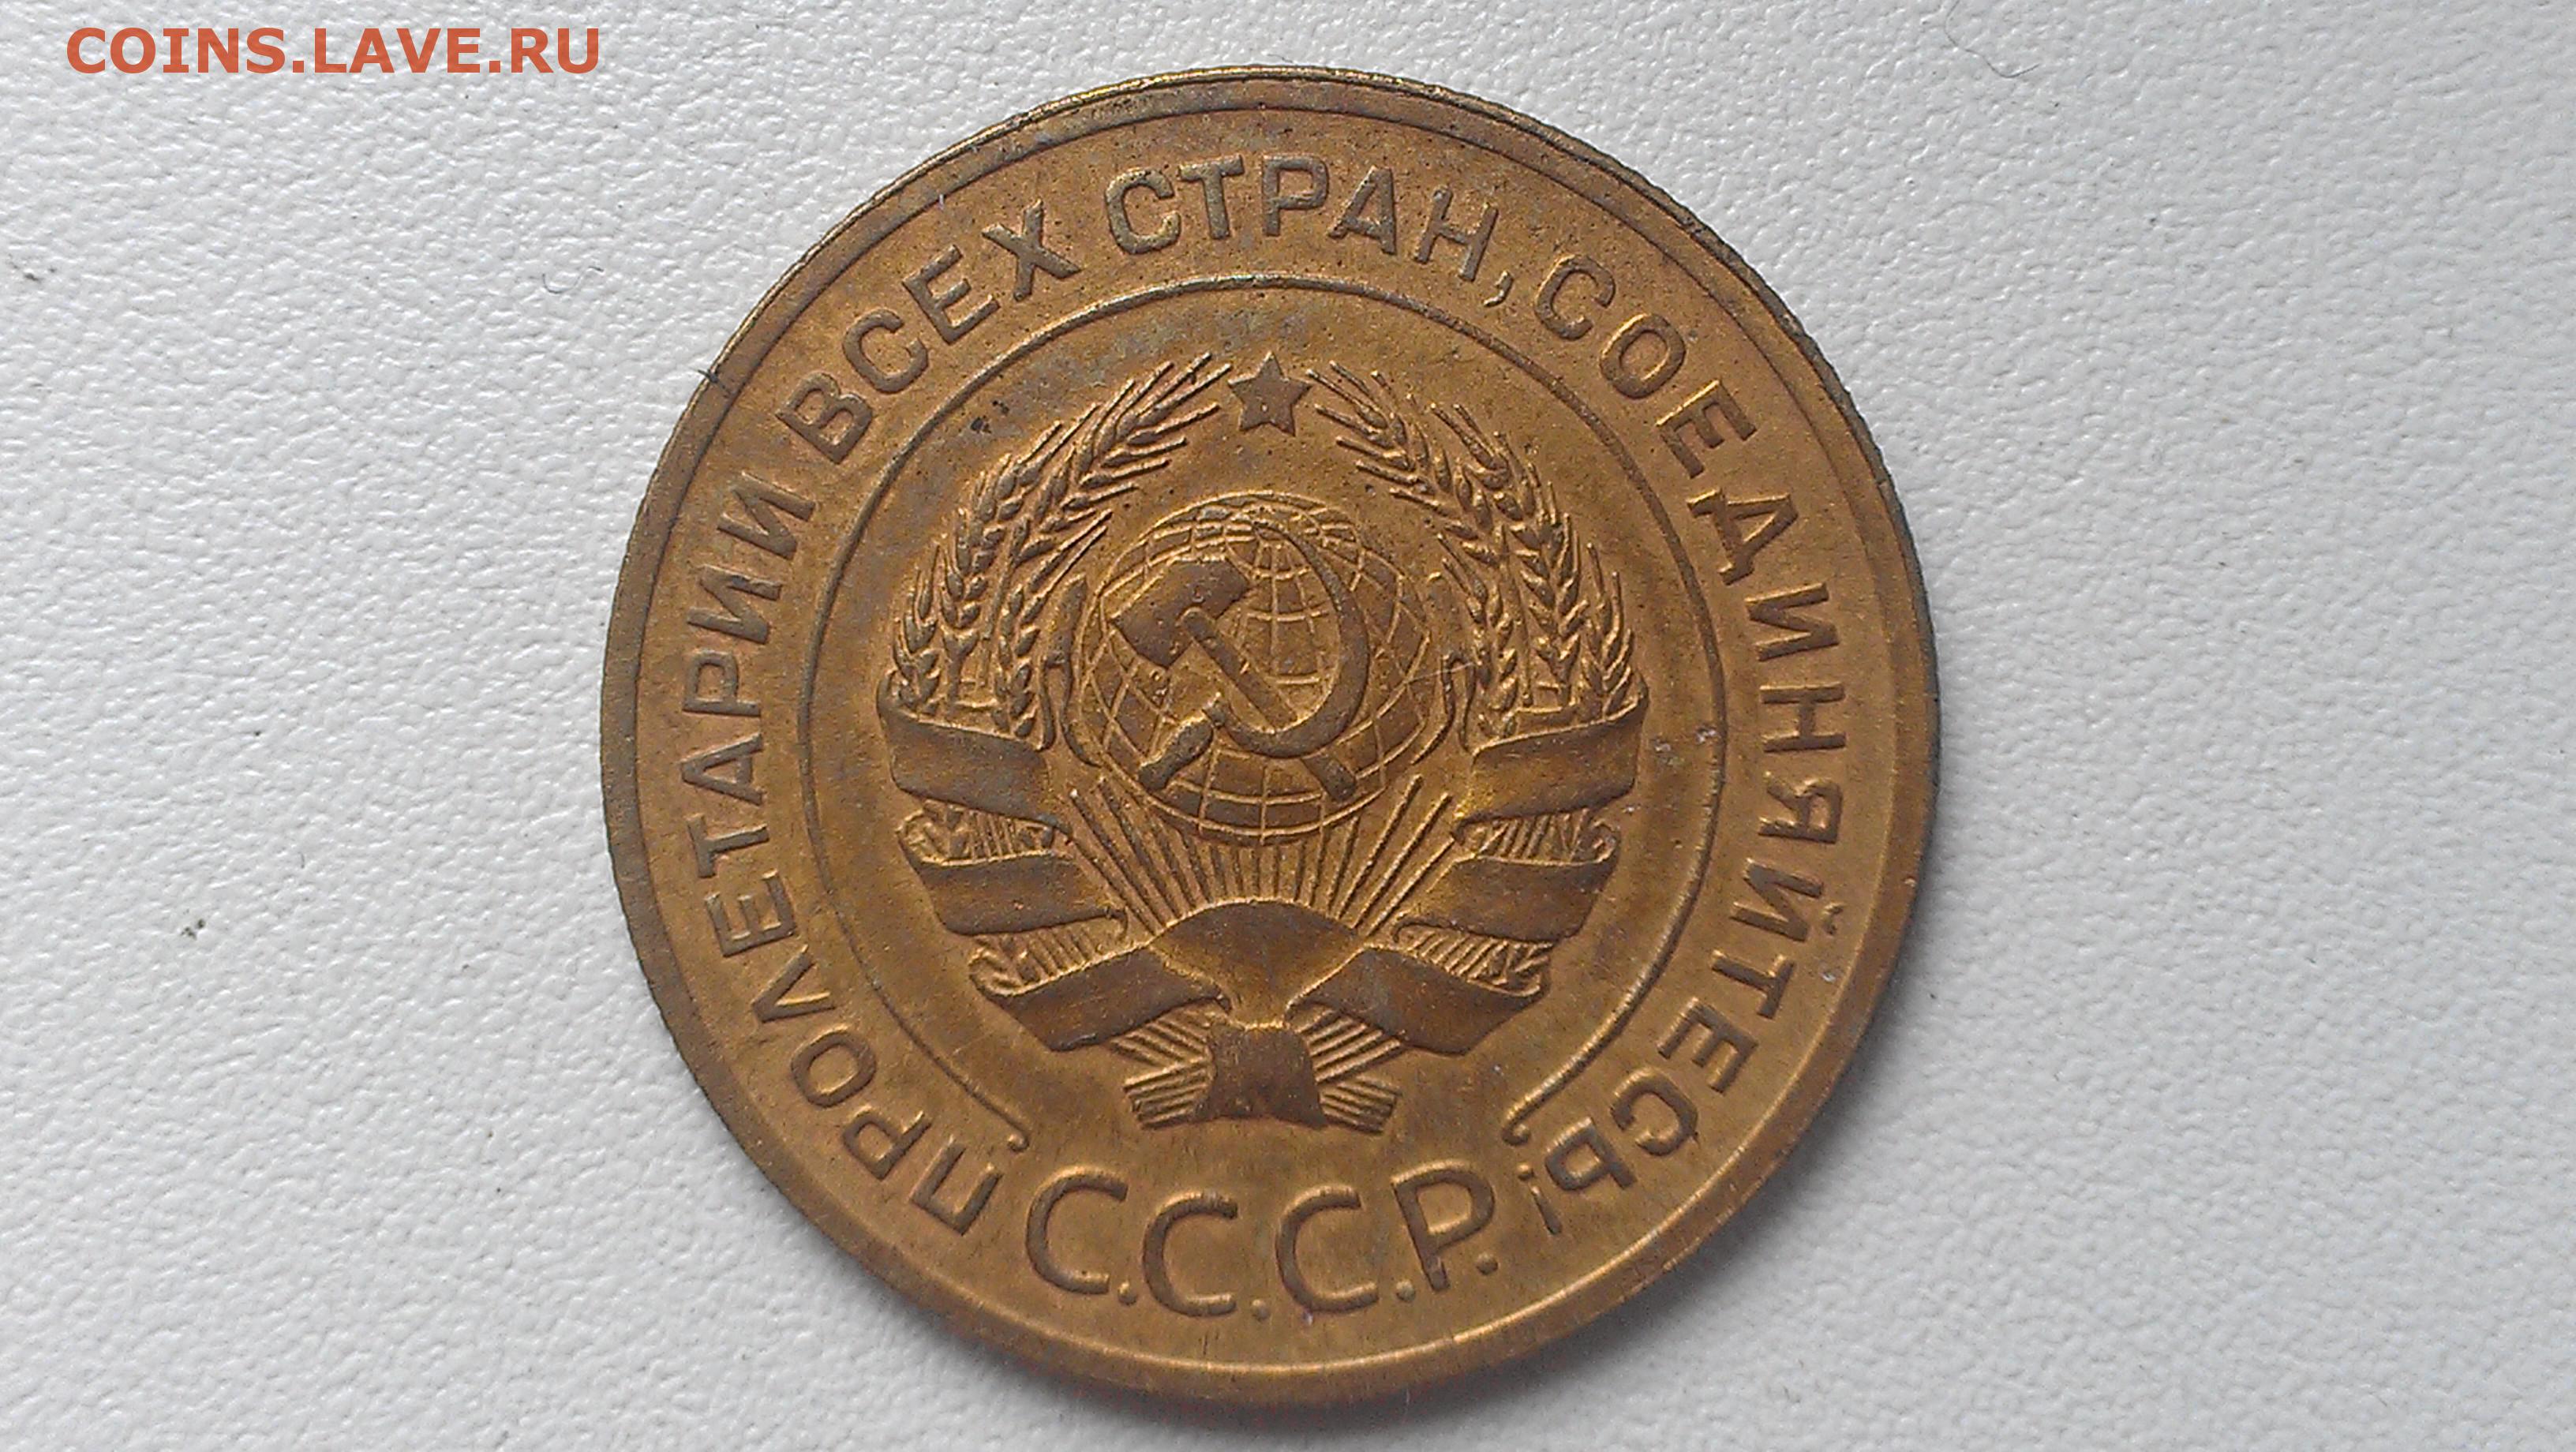 COINS.LAVE.RU
ПРОЛЕТАРИИ ВСЕХ СТРАН, СОЕДИНЯЙТЕСЬ!
С.С.С.Р.